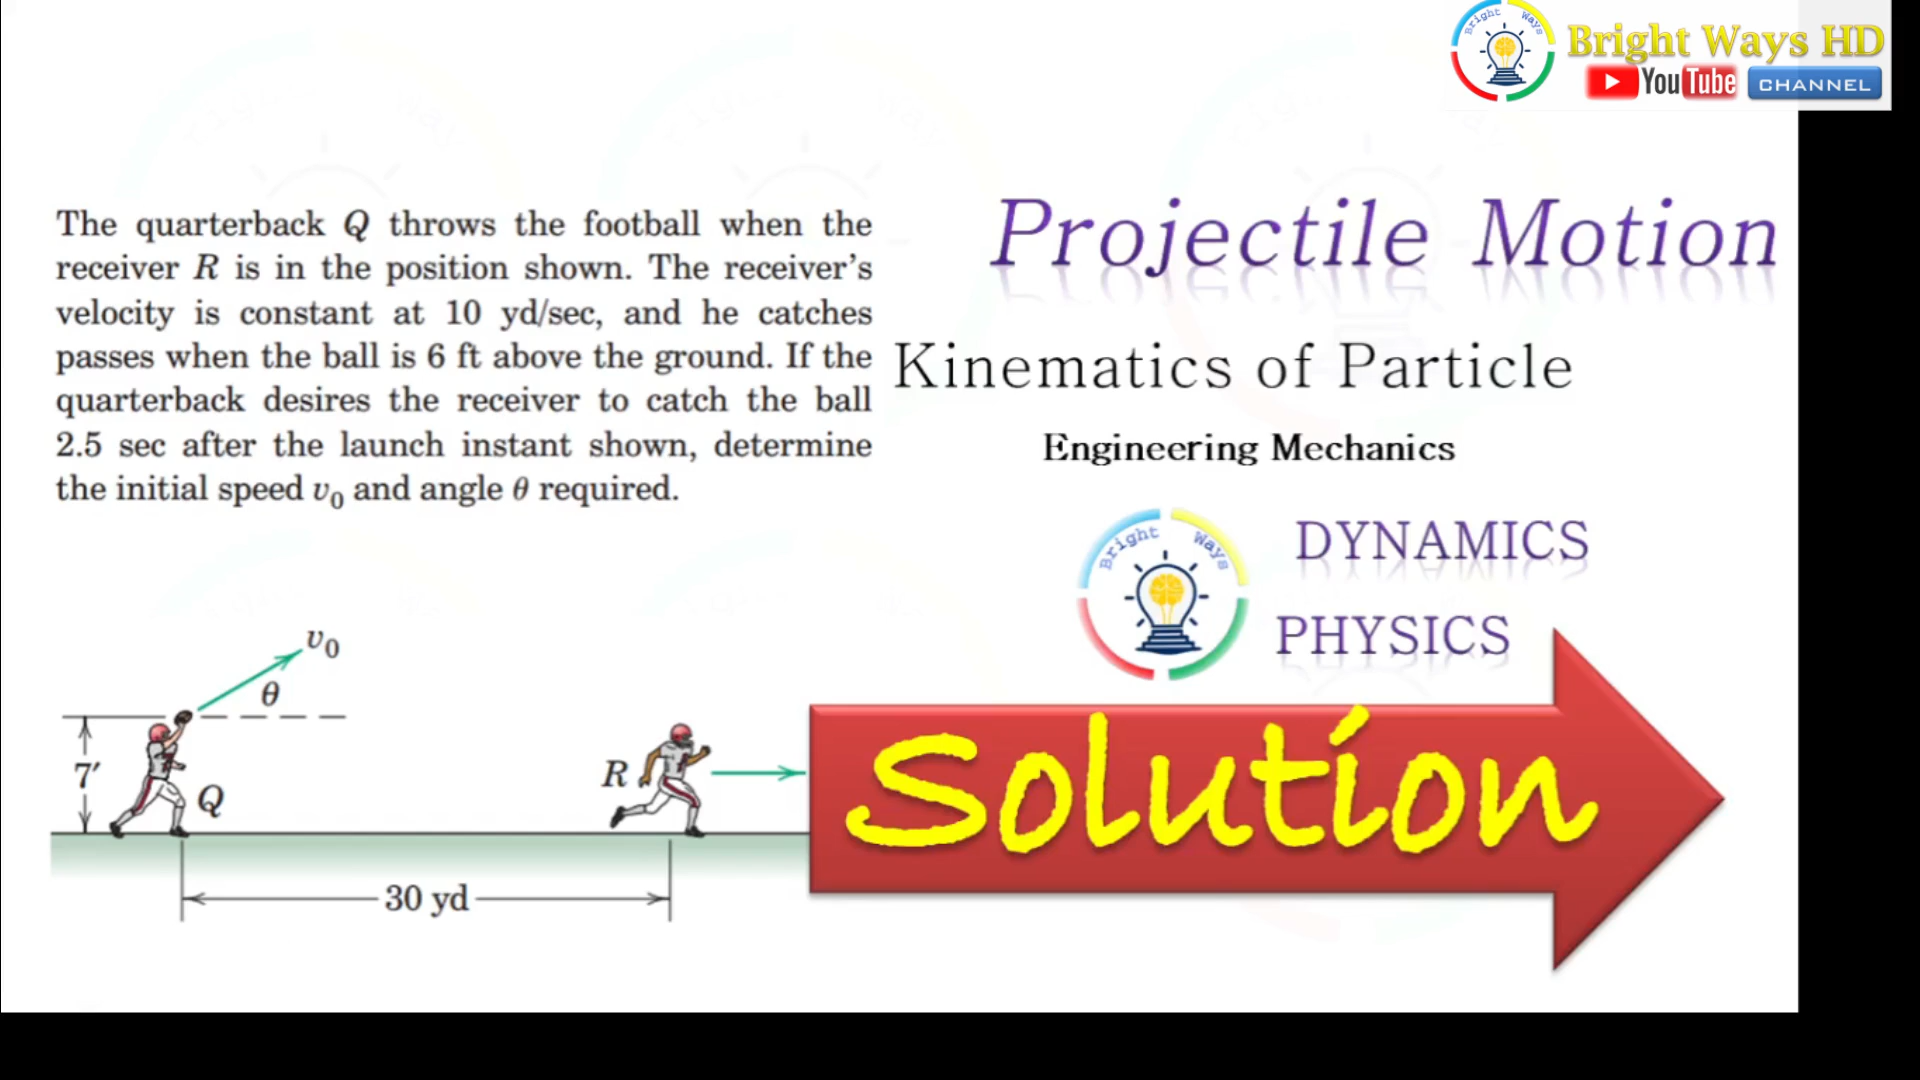 Bright Ways
Bright Ways HD
YouTube CHANNEL
The quarterback Q throws the football when the
receiver R is in the position shown. The receiver's
velocity is constant at 10 yd/sec, and he catches
passes when the ball is 6 ft above the ground. If the
quarterback desires the receiver to catch the ball
2.5 sec after the launch instant shown, determine
the initial speed v₀ and angle θ required.
Projectile Motion
Kinematics of Particle
Engineering Mechanics
Bright Ways
DYNAMICS
PHYSICS
Solution
v₀
θ
7′
Q
R
30 yd